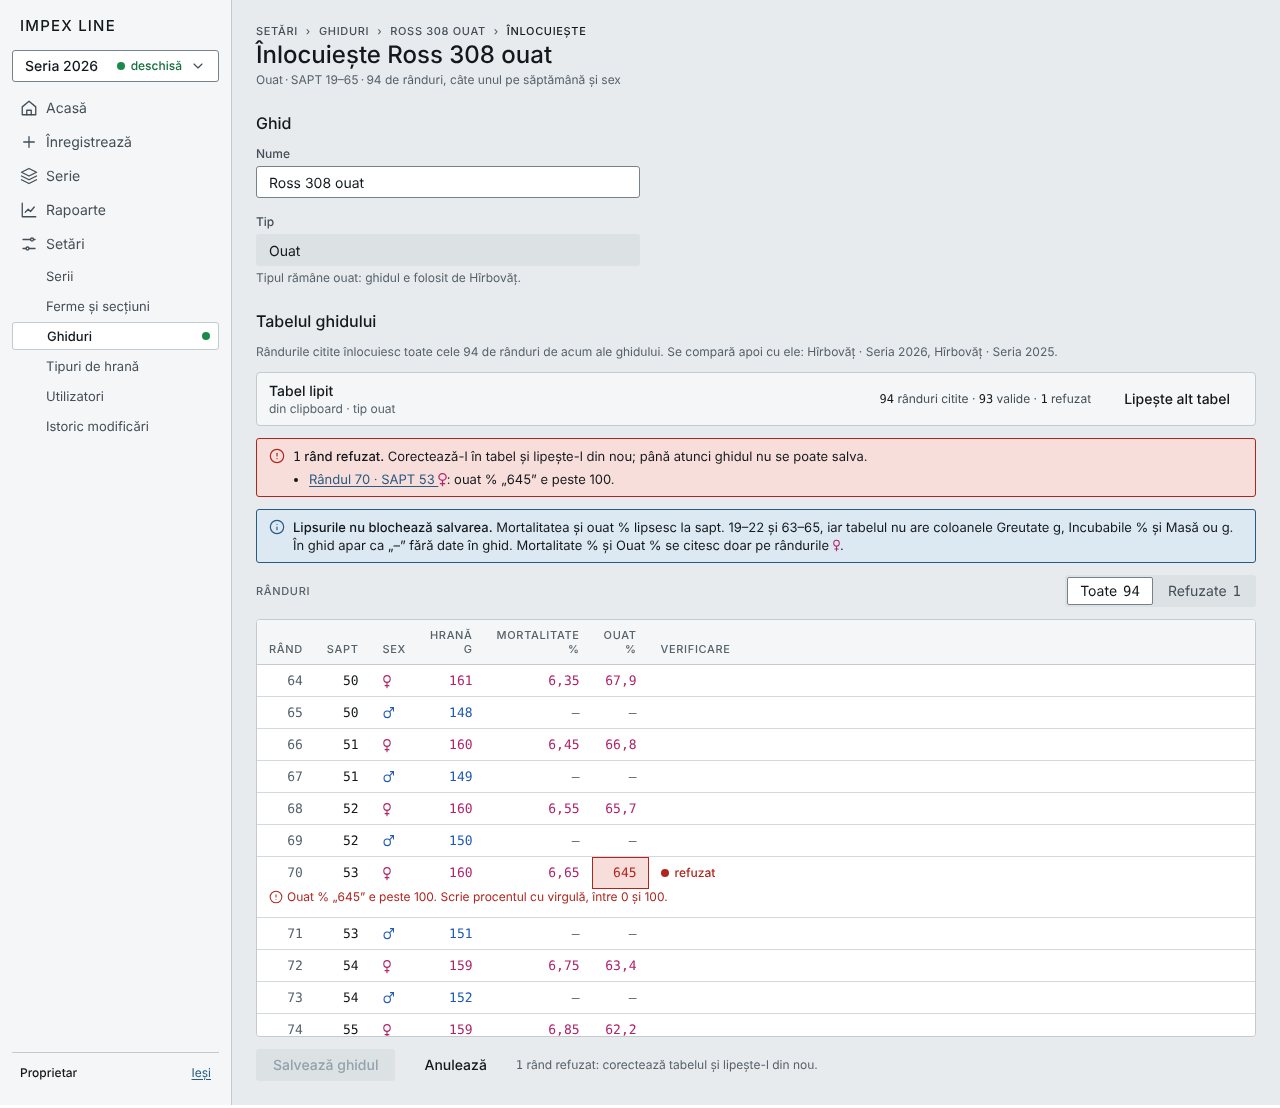 IMPEX LINE
Seria 2026 deschisă
Acasă
Înregistrează
Serie
Rapoarte
Setări
Serii
Ferme și secțiuni
Ghiduri
Tipuri de hrană
Utilizatori
Istoric modificări
Proprietar Ieși
SETĂRI › GHIDURI › ROSS 308 OUAT › ÎNLOCUIEȘTE
Înlocuiește Ross 308 ouat
Ouat · SAPT 19–65 · 94 de rânduri, câte unul pe săptămână și sex
Ghid
Nume
Ross 308 ouat
Tip
Ouat
Tipul rămâne ouat: ghidul e folosit de Hîrbovăț.
Tabelul ghidului
Rândurile citite înlocuiesc toate cele 94 de rânduri de acum ale ghidului. Se compară apoi cu ele: Hîrbovăț · Seria 2026, Hîrbovăț · Seria 2025.
Tabel lipit
din clipboard · tip ouat
94 rânduri citite · 93 valide · 1 refuzat
Lipește alt tabel
1 rând refuzat. Corectează-l în tabel și lipește-l din nou; până atunci ghidul nu se poate salva.
• Rândul 70 · SAPT 53 ♀: ouat % „645” e peste 100.
Lipsurile nu blochează salvarea. Mortalitatea și ouat % lipsesc la sapt. 19–22 și 63–65, iar tabelul nu are coloanele Greutate g, Incubabile % și Masă ou g.
În ghid apar ca „–” fără date în ghid. Mortalitate % și Ouat % se citesc doar pe rândurile ♀.
RÂNDURI
Toate 94 Refuzate 1
RÂND SAPT SEX HRANĂ G MORTALITATE % OUAT % VERIFICARE
64 50 ♀ 161 6,35 67,9
65 50 ♂ 148 – –
66 51 ♀ 160 6,45 66,8
67 51 ♂ 149 – –
68 52 ♀ 160 6,55 65,7
69 52 ♂ 150 – –
70 53 ♀ 160 6,65 645 refuzat
Ouat % „645” e peste 100. Scrie procentul cu virgulă, între 0 și 100.
71 53 ♂ 151 – –
72 54 ♀ 159 6,75 63,4
73 54 ♂ 152 – –
74 55 ♀ 159 6,85 62,2
Salvează ghidul
Anulează
1 rând refuzat: corectează tabelul și lipește-l din nou.